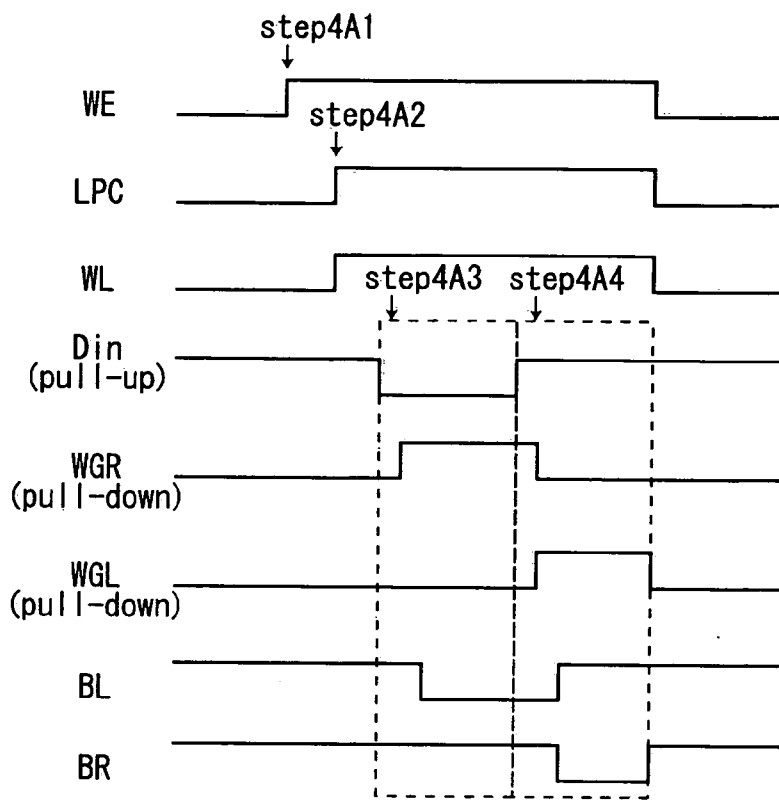 step4A1
WE
step4A2
LPC
WL
step4A3 step4A4
Din
(pull-up)
WGR
(pull-down)
WGL
(pull-down)
BL
BR